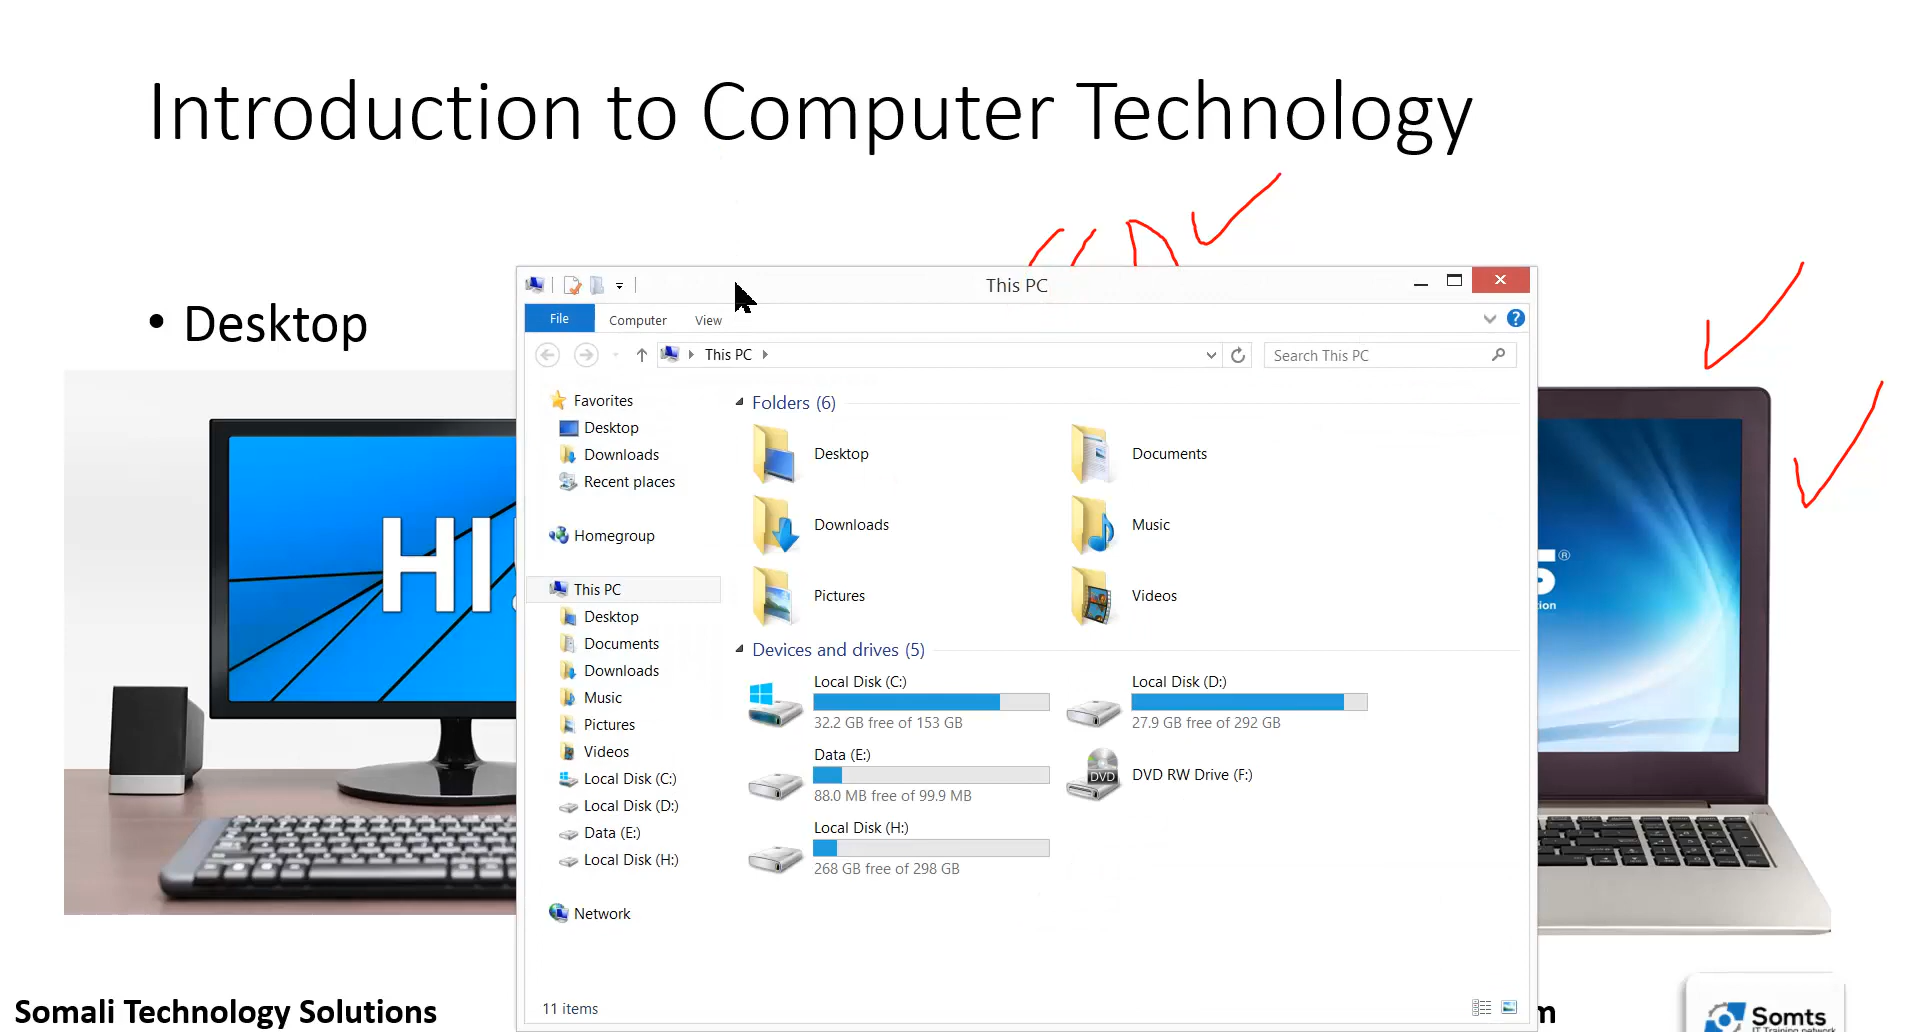 Introduction to Computer Technology
• Desktop
HI
This PC
File Computer View
This PC
Search This PC
Favorites
Desktop
Downloads
Recent places
Homegroup
This PC
Desktop
Documents
Downloads
Music
Pictures
Videos
Local Disk (C:)
Local Disk (D:)
Data (E:)
Local Disk (H:)
Network
Folders (6)
Desktop
Documents
Downloads
Music
Pictures
Videos
Devices and drives (5)
Local Disk (C:)
32.2 GB free of 153 GB
Local Disk (D:)
27.9 GB free of 292 GB
Data (E:)
88.0 MB free of 99.9 MB
DVD
DVD RW Drive (F:)
Local Disk (H:)
268 GB free of 298 GB
11 items
Somali Technology Solutions
Somts
IT Training network